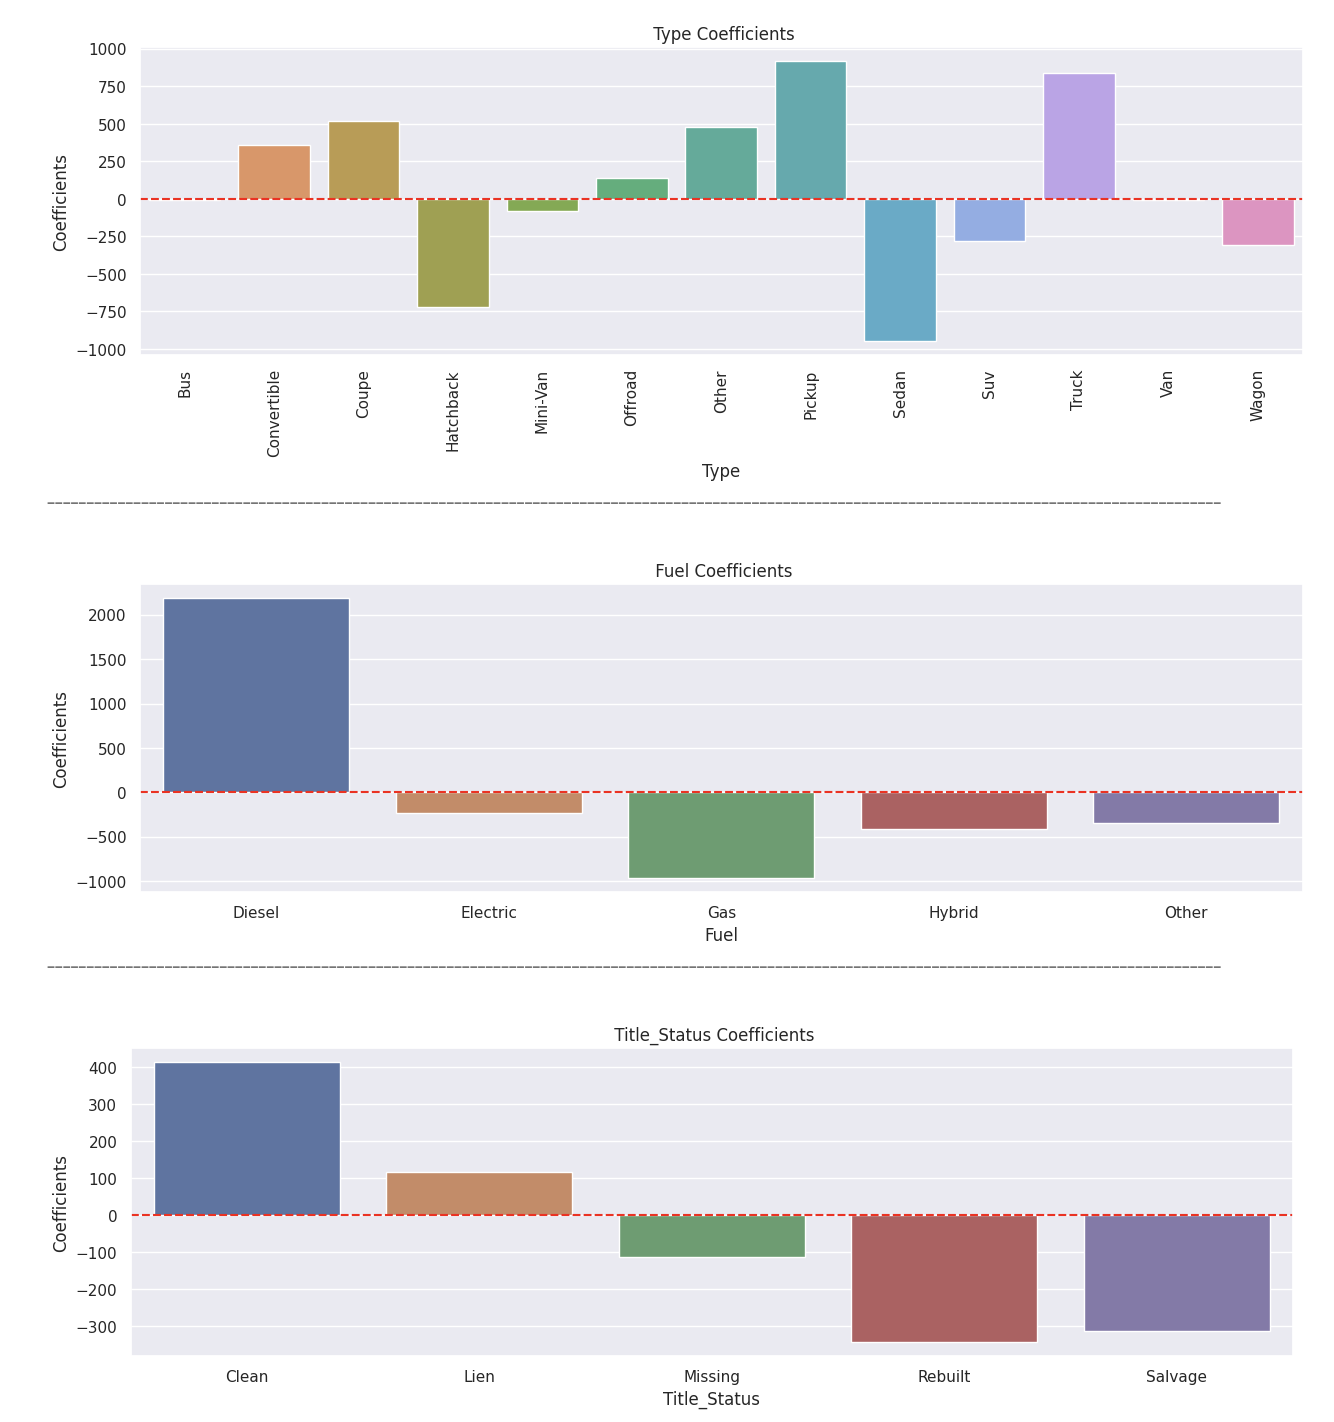 Type Coefficients
1000
750
500
250
0
−250
−500
−750
−1000
Coefficients
Bus
Convertible
Coupe
Hatchback
Mini-Van
Offroad
Other
Pickup
Sedan
Suv
Truck
Van
Wagon
Type
Fuel Coefficients
2000
1500
1000
500
0
−500
−1000
Coefficients
Diesel Electric Gas Hybrid Other
Fuel
Title_Status Coefficients
400
300
200
100
0
−100
−200
−300
Coefficients
Clean Lien Missing Rebuilt Salvage
Title_Status